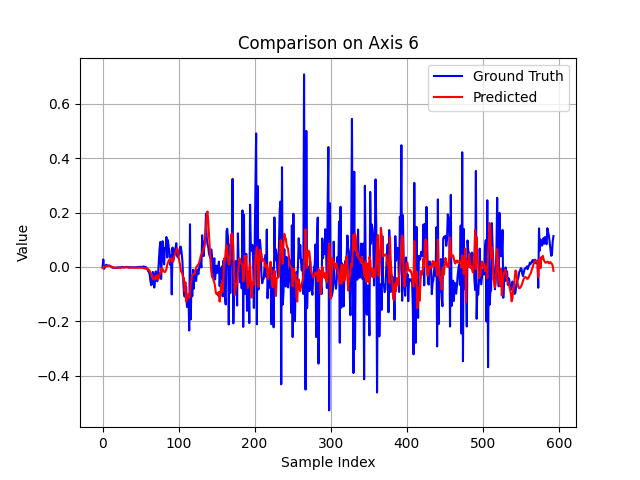 Comparison on Axis 6
Ground Truth
Predicted
0.6
0.4
0.2
0.0
−0.2
−0.4
Value
0 100 200 300 400 500 600
Sample Index